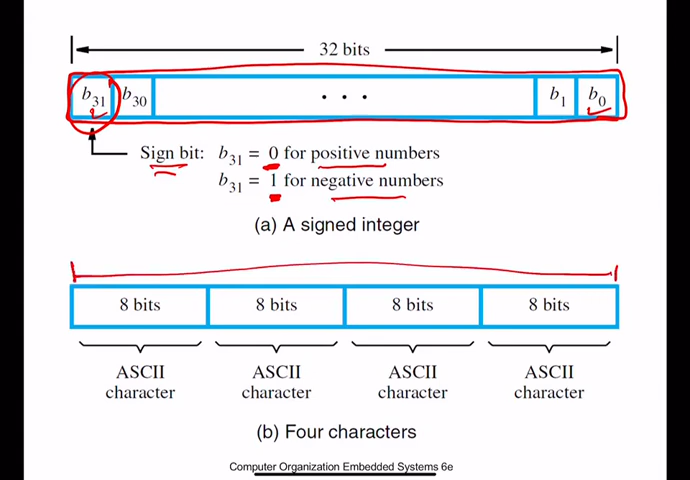 32 bits
b31 b30 . . . b1 b0
Sign bit: b31 = 0 for positive numbers
b31 = 1 for negative numbers
(a) A signed integer
8 bits 8 bits 8 bits 8 bits
ASCII ASCII ASCII ASCII
character character character character
(b) Four characters
Computer Organization Embedded Systems 6e